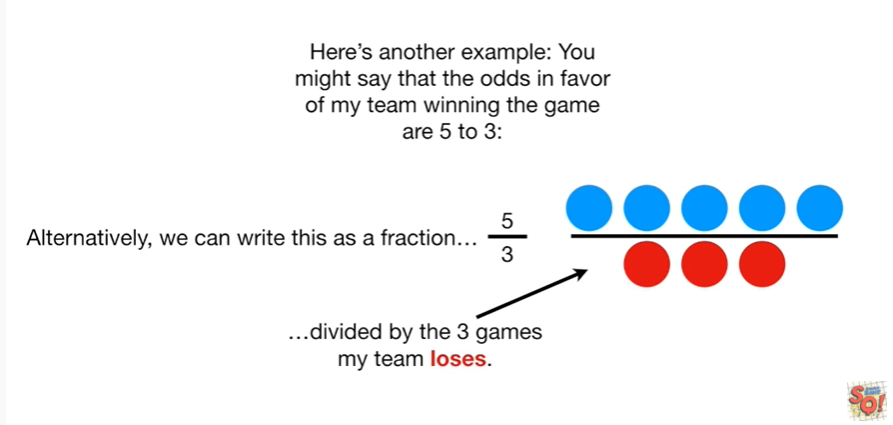 Here’s another example: You
might say that the odds in favor
of my team winning the game
are 5 to 3:
Alternatively, we can write this as a fraction…
5
3
…divided by the 3 games
my team loses.
SQ!